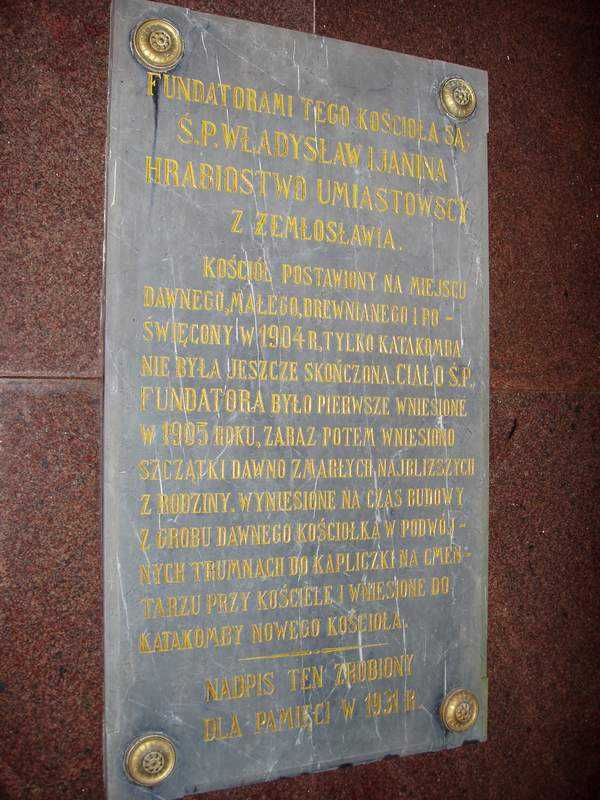 FUNDATORAMI TEGO KOŚCIOŁA SĄ:
Ś.P. WŁADYSŁAW I JANINA
HRABIOSTWO UMIASTOWSCY
Z ŻEMŁOSŁAWIA.
KOŚCIÓŁ POSTAWIONY NA MIEJSCU
DAWNEGO, MAŁEGO, DREWNIANEGO I PO-
ŚWIĘCONY W 1904 R, TYLKO KATAKOMBA
NIE BYŁA JESZCZE SKOŃCZONA. CIAŁO Ś.P.
FUNDATORA BYŁO PIERWSZE WNIESIONE
W 1905 ROKU, ZARAZ POTEM WNIESIONO
SZCZĄTKI DAWNO ZMARŁYCH NAJBLIŻSZYCH
Z RODZINY. WYNIESIONE NA CZAS BUDOWY
Z GROBU DAWNEGO KOŚCIOŁKA W PODWÓJ-
NYCH TRUMNACH DO KAPLICZKI NA CMEN-
TARZU PRZY KOŚCIELE I WNIESIONE DO
KATAKOMBY NOWEGO KOŚCIOŁA.
NADPIS TEN ZROBIONY
DLA PAMIĘCI W 1931 R.